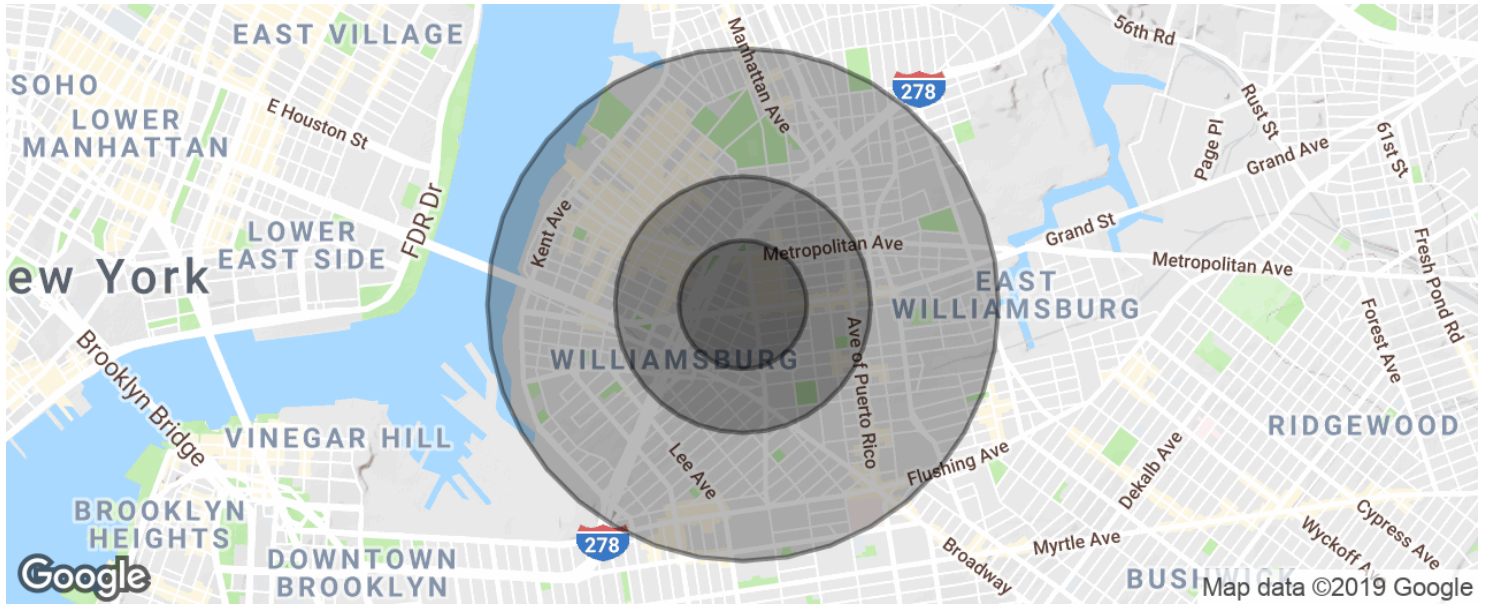 EAST VILLAGE
SOHO
LOWER
MANHATTAN
E Houston St
FDR Dr
LOWER
EAST SIDE
ew York
Brooklyn Bridge
VINEGAR HILL
BROOKLYN
HEIGHTS
DOWNTOWN
BROOKLYN
Google
Manhattan Ave
278
Kent Ave
Metropolitan Ave
WILLIAMSBURG
Ave of Puerto Rico
Lee Ave
278
Flushing Ave
Broadway
EAST
WILLIAMSBURG
56th Rd
Rust St
Page Pl
Grand Ave
61st St
Grand St
Metropolitan Ave
Fresh Pond Rd
Forest Ave
RIDGEWOOD
Dekalb Ave
Cypress Ave
Wyckoff Ave
Myrtle Ave
BUSHWICK
Map data ©2019 Google